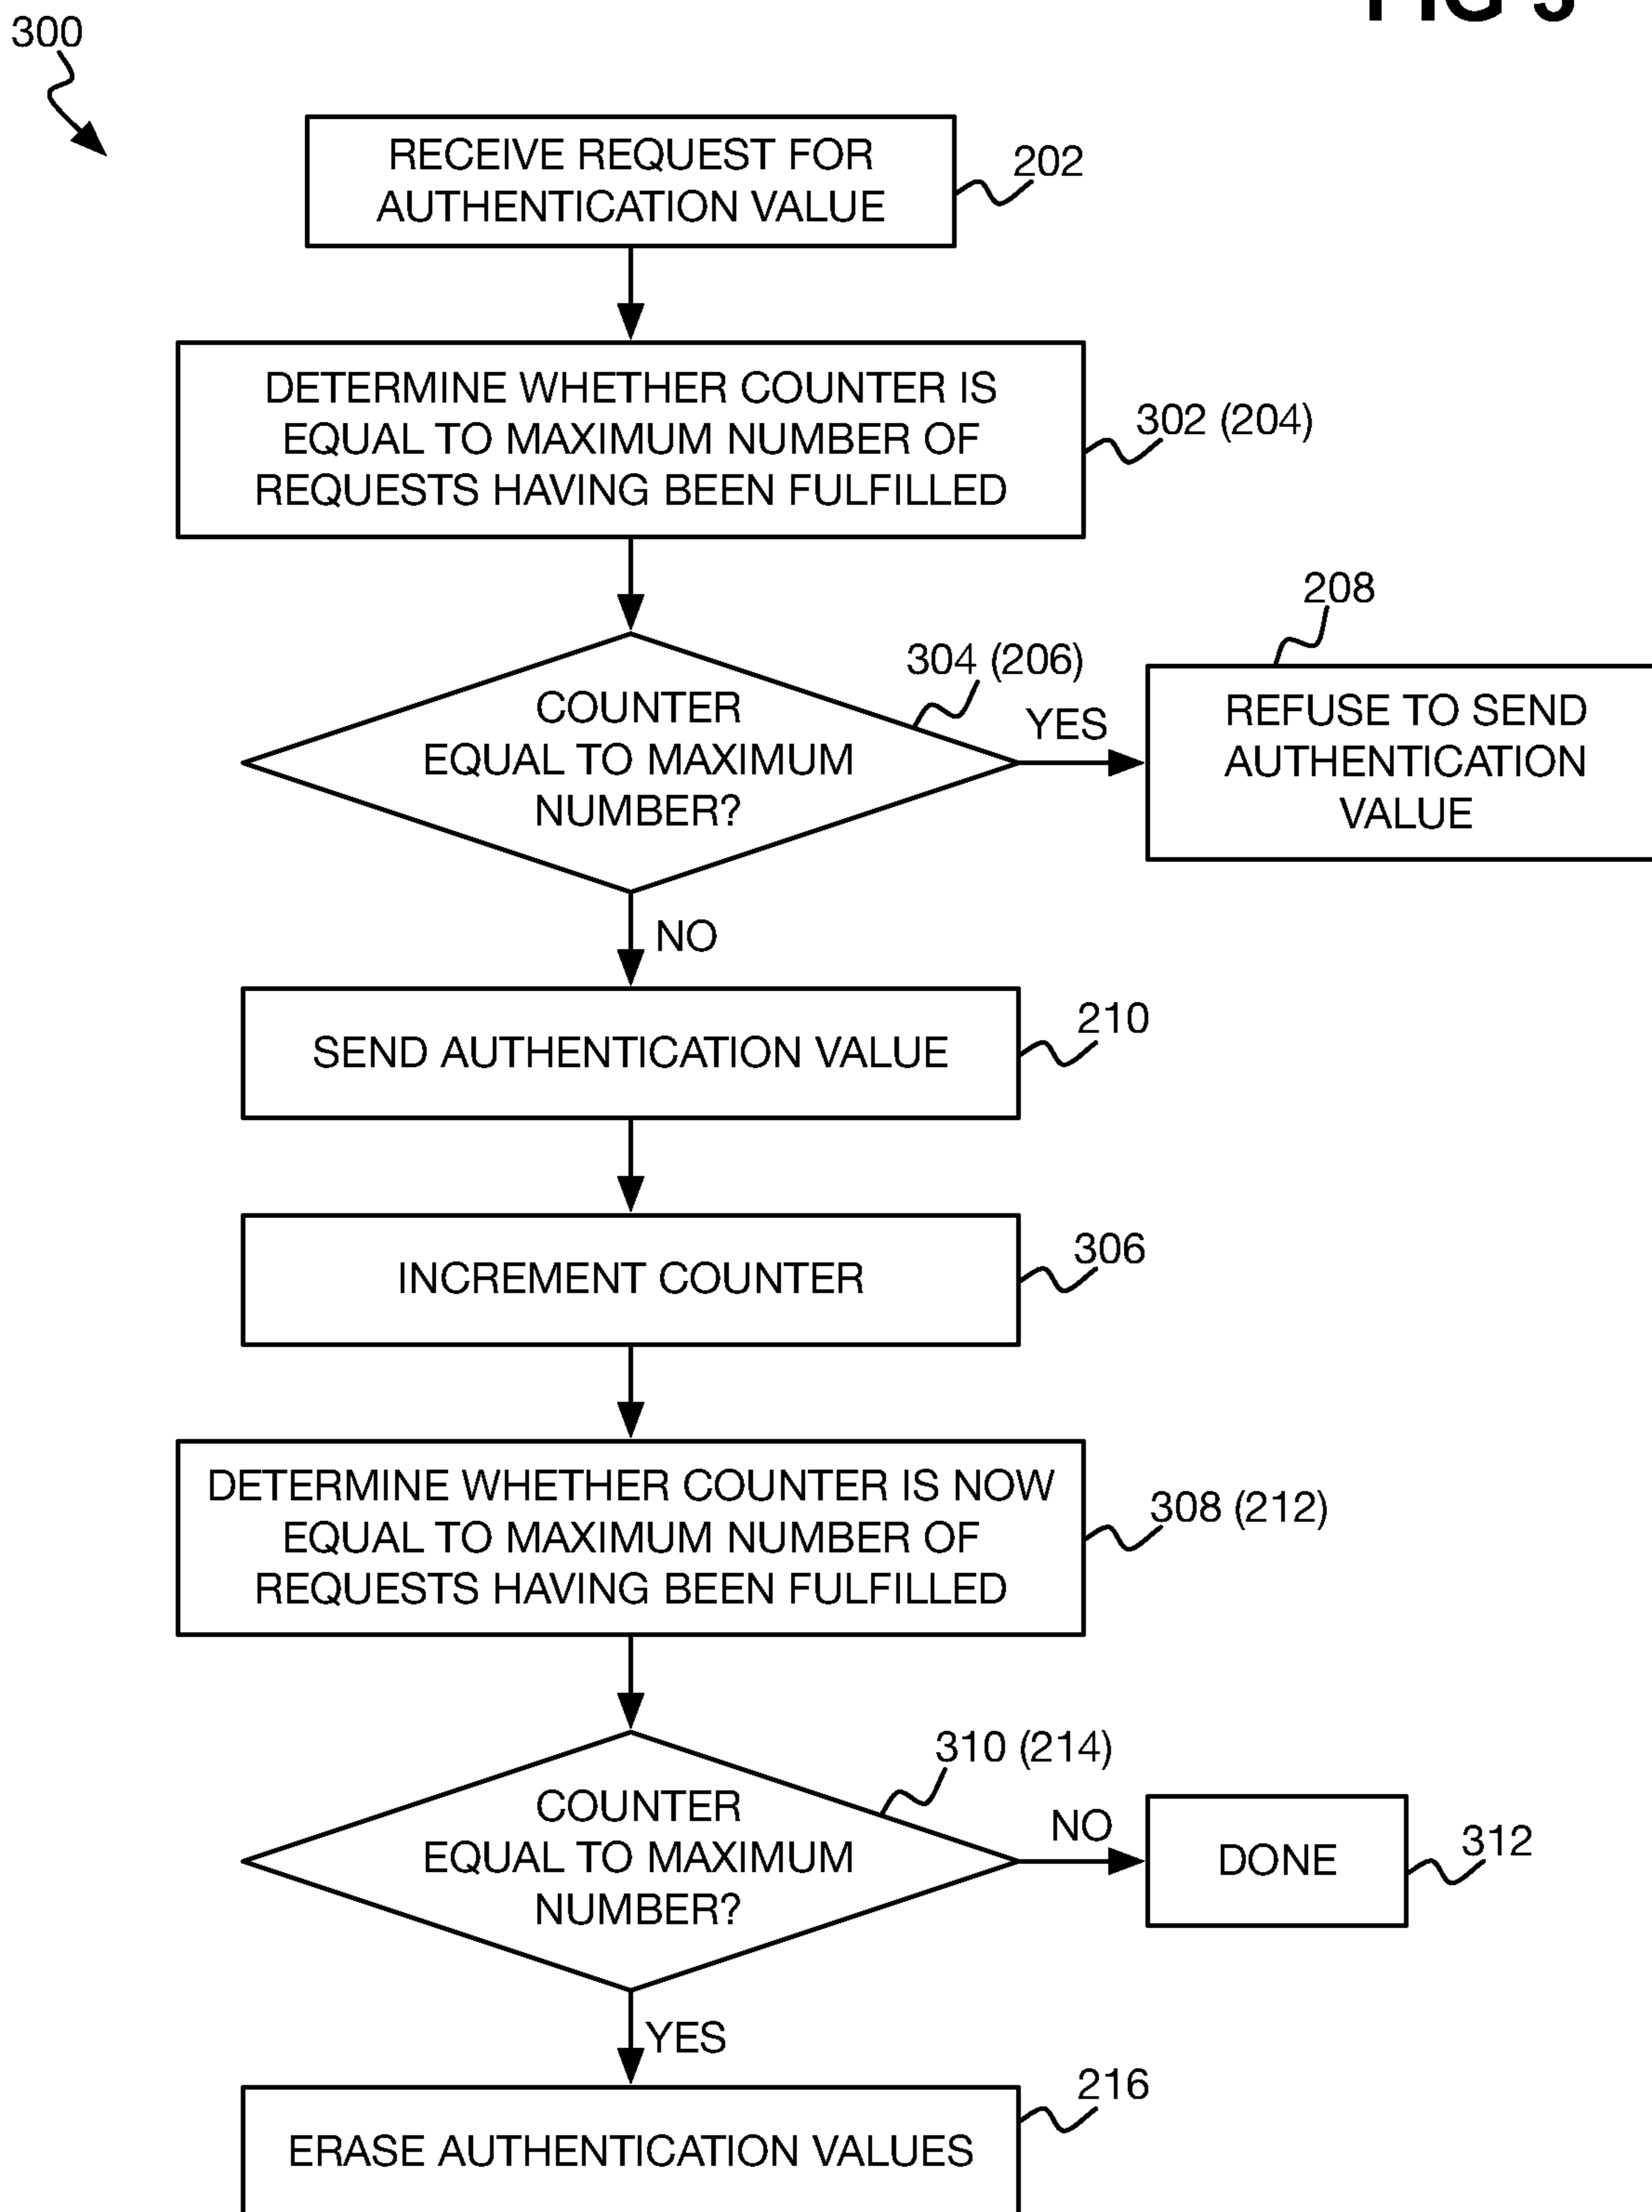 300
RECEIVE REQUEST FOR
AUTHENTICATION VALUE
202
DETERMINE WHETHER COUNTER IS
EQUAL TO MAXIMUM NUMBER OF
REQUESTS HAVING BEEN FULFILLED
302 (204)
COUNTER
EQUAL TO MAXIMUM
NUMBER?
304 (206)
YES
208
REFUSE TO SEND
AUTHENTICATION
VALUE
NO
SEND AUTHENTICATION VALUE
210
INCREMENT COUNTER
306
DETERMINE WHETHER COUNTER IS NOW
EQUAL TO MAXIMUM NUMBER OF
REQUESTS HAVING BEEN FULFILLED
308 (212)
COUNTER
EQUAL TO MAXIMUM
NUMBER?
310 (214)
NO
DONE
312
YES
ERASE AUTHENTICATION VALUES
216